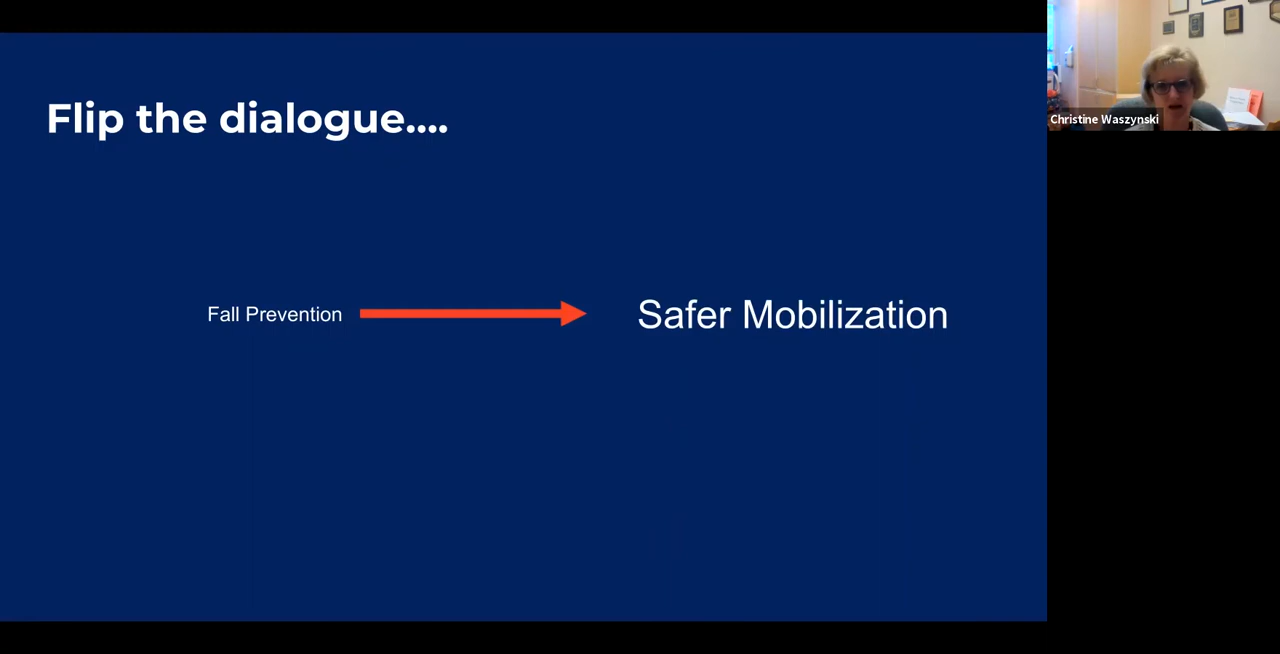 Flip the dialogue....
Fall Prevention
Safer Mobilization
Christine Waszynski